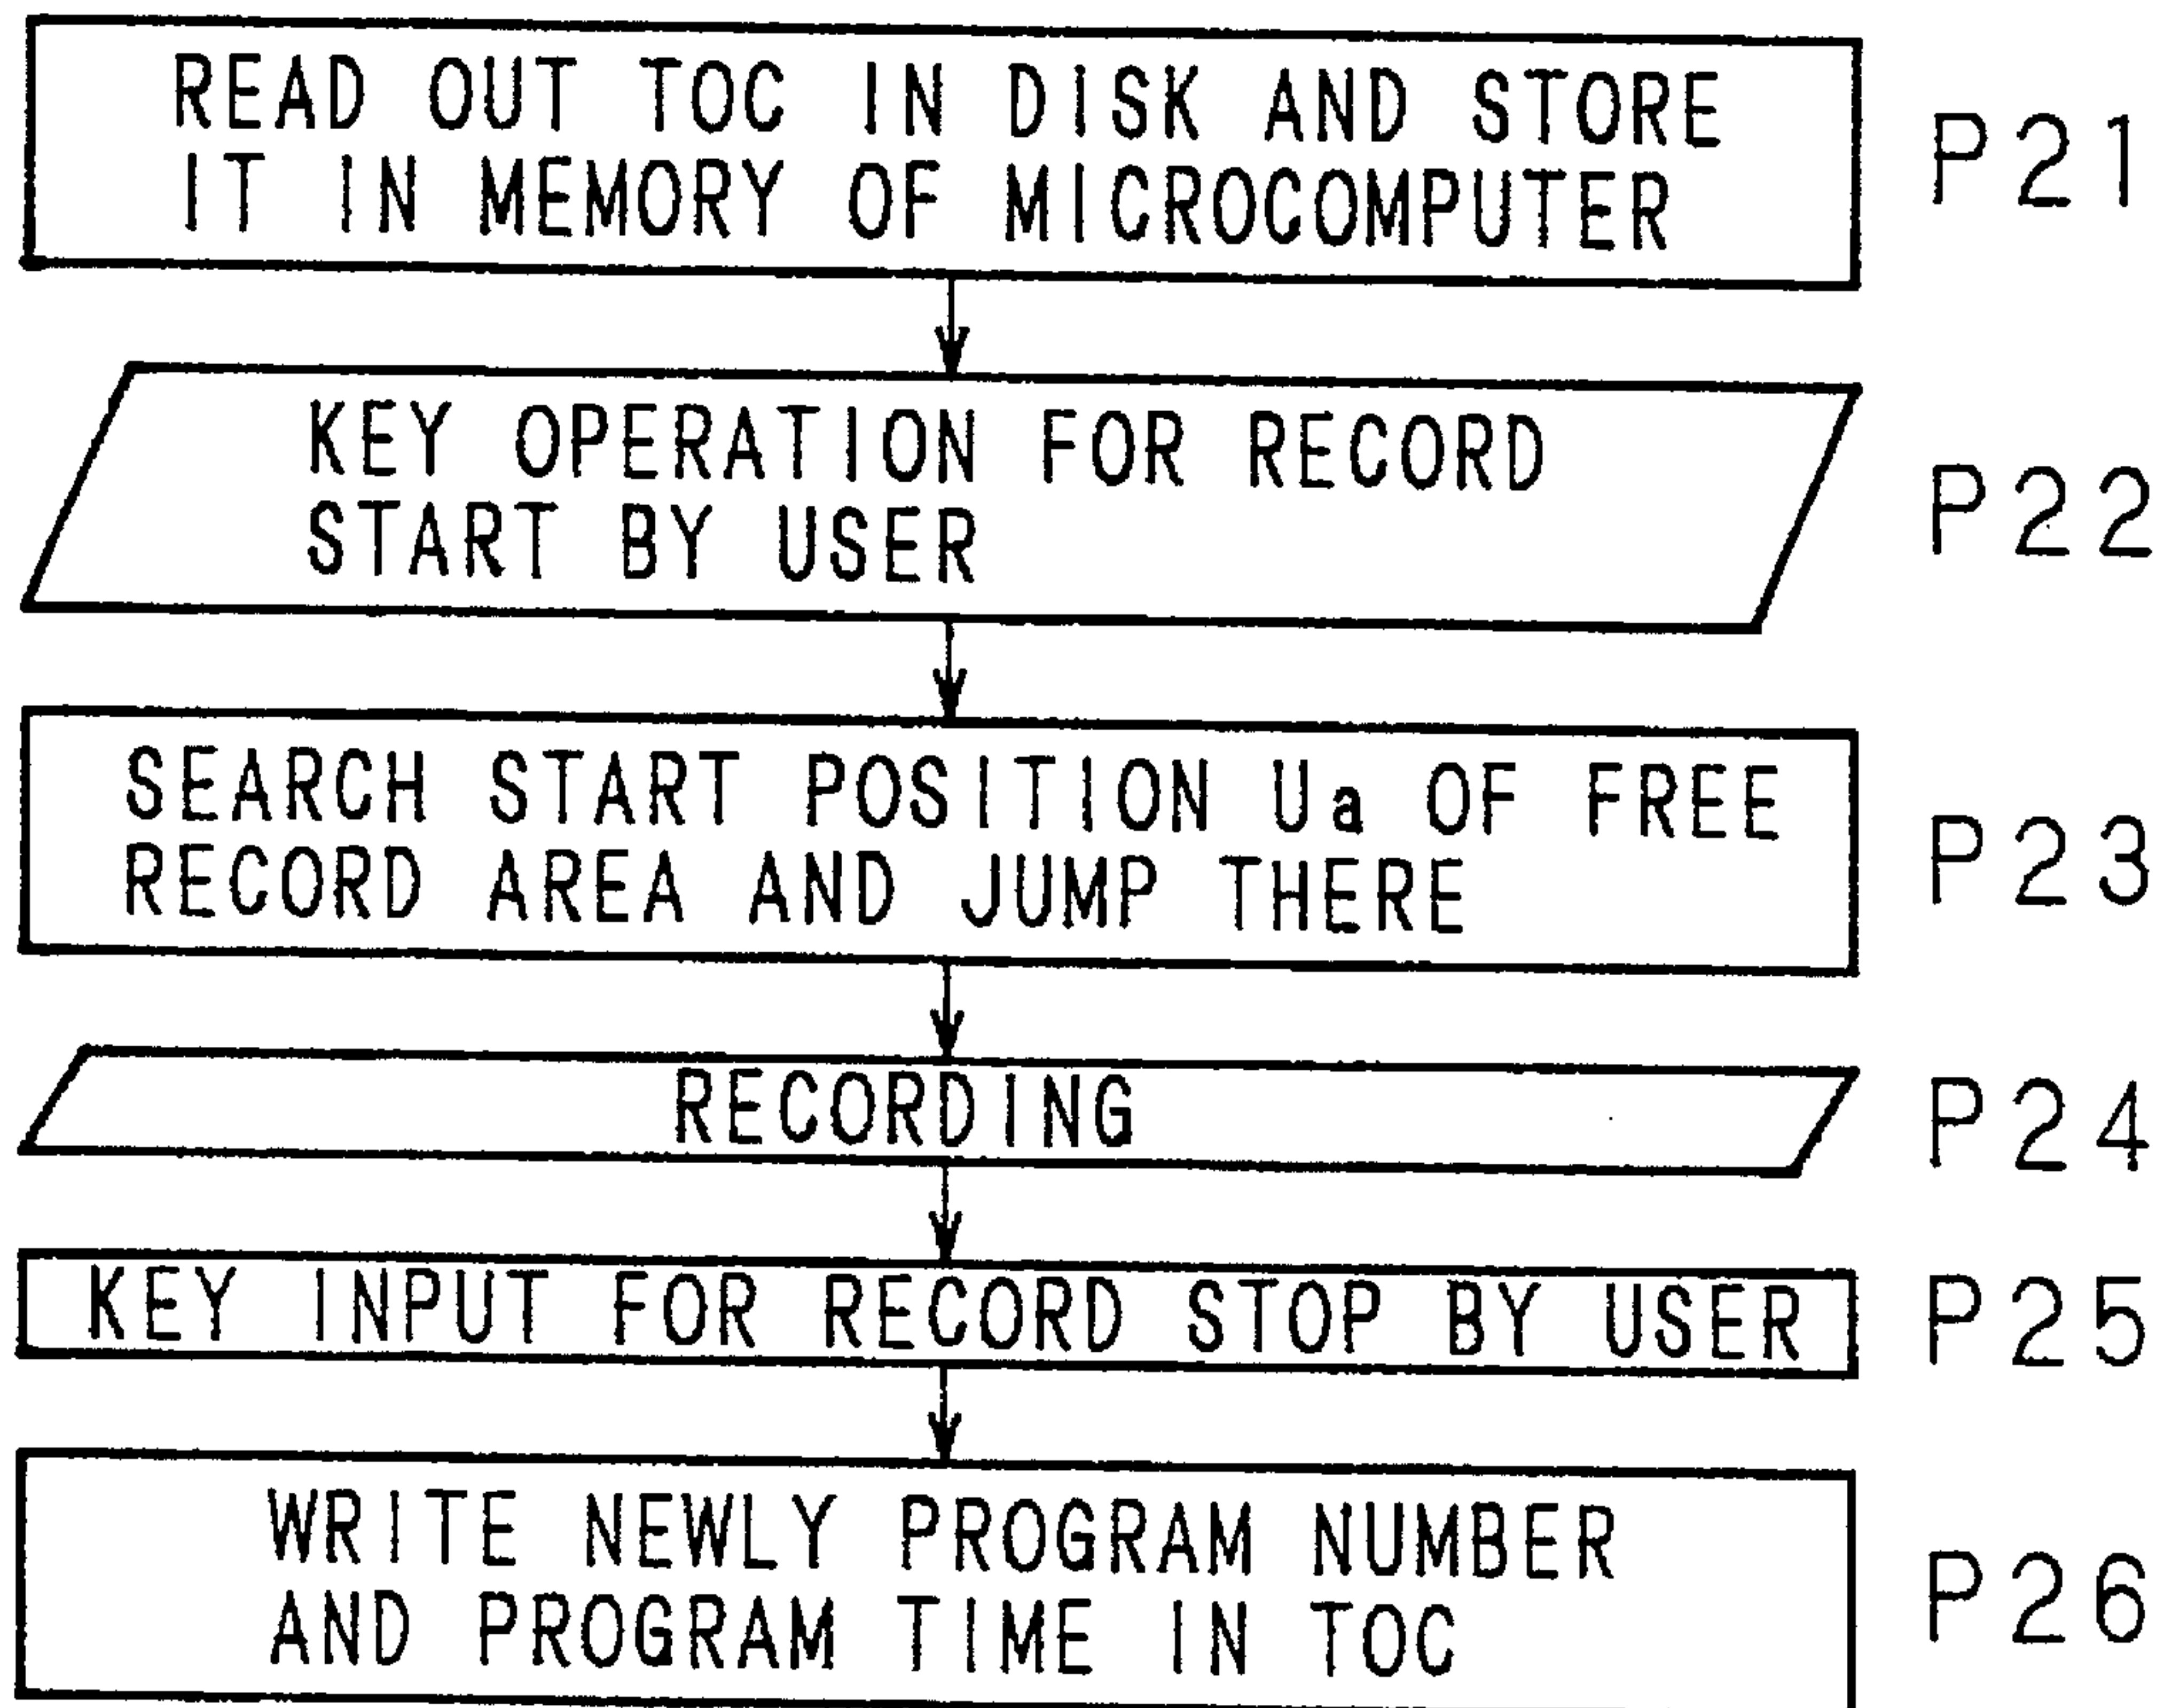 READ OUT TOC IN DISK AND STORE
IT IN MEMORY OF MICROCOMPUTER
P21
KEY OPERATION FOR RECORD
START BY USER
P22
SEARCH START POSITION Ua OF FREE
RECORD AREA AND JUMP THERE
P23
RECORDING
P24
KEY INPUT FOR RECORD STOP BY USER
P25
WRITE NEWLY PROGRAM NUMBER
AND PROGRAM TIME IN TOC
P26